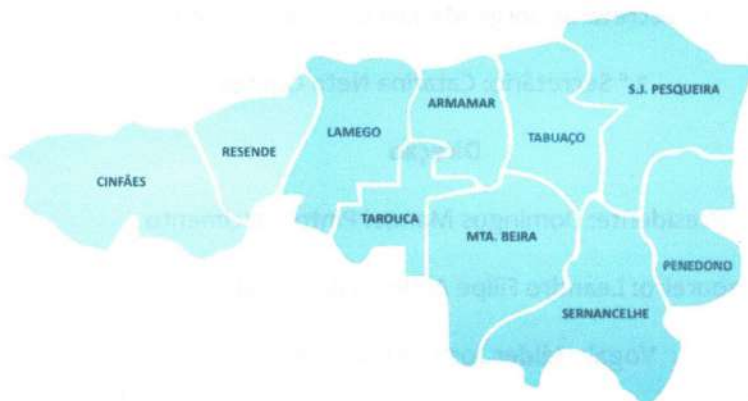 S.J. PESQUEIRA
ARMAMAR
LAMEGO
TABUAÇO
RESENDE
CINFÃES
TAROUCA
MTA. BEIRA
PENEDONO
SERNANCELHE